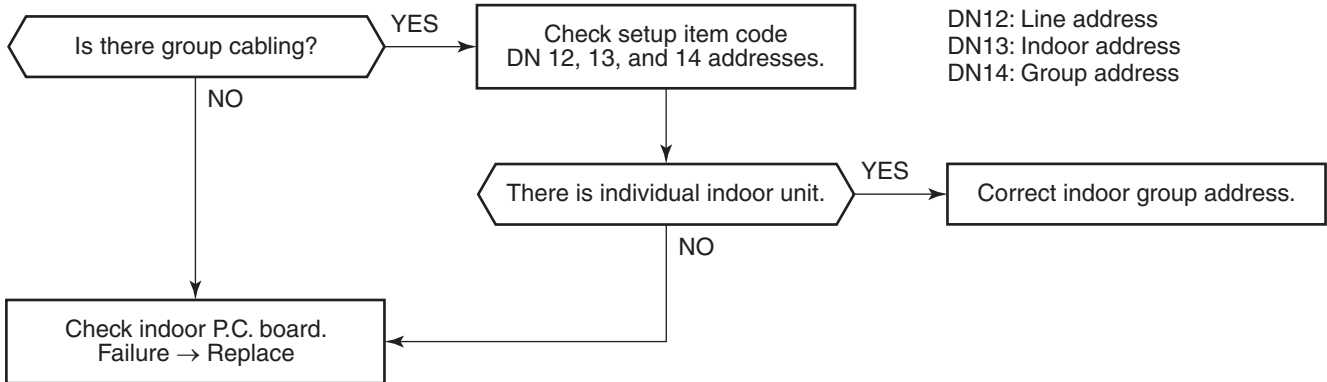 Is there group cabling?
YES
Check setup item code
DN 12, 13, and 14 addresses.
DN12: Line address
DN13: Indoor address
DN14: Group address
NO
There is individual indoor unit.
YES
Correct indoor group address.
NO
Check indoor P.C. board.
Failure → Replace